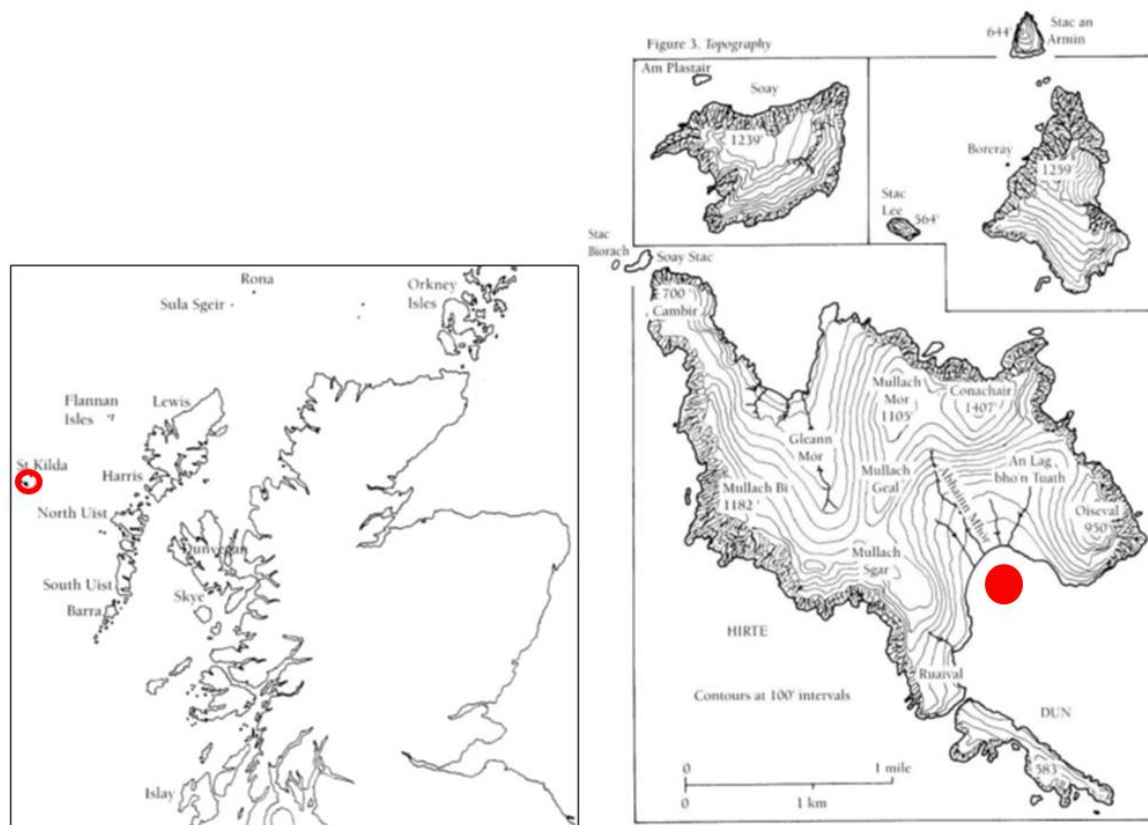 Rona
Sula Sgeir
Orkney
Isles
Flannan
Isles
Lewis
St Kilda
Harris
North Uist
Dunvegan
South Uist
Skye
Barra
Islay
Figure 3. Topography
644'
Stac an
Armin
Am Plastair
Soay
1239'
Boreray
1259'
Stac
Lee
564'
Stac
Biorach
Soay Stac
700'
Cambir
Mullach
Mor
1105'
Conachair
1407'
Gleann
Mor
Mullach
Geal
An Lag
bho'n Tuath
Abhainn Mhor
Mullach Bi
1182'
Oiseval
950'
Mullach
Sgar
HIRTE
Ruaival
Contours at 100' intervals
DUN
583'
0 1 mile
0 1 km